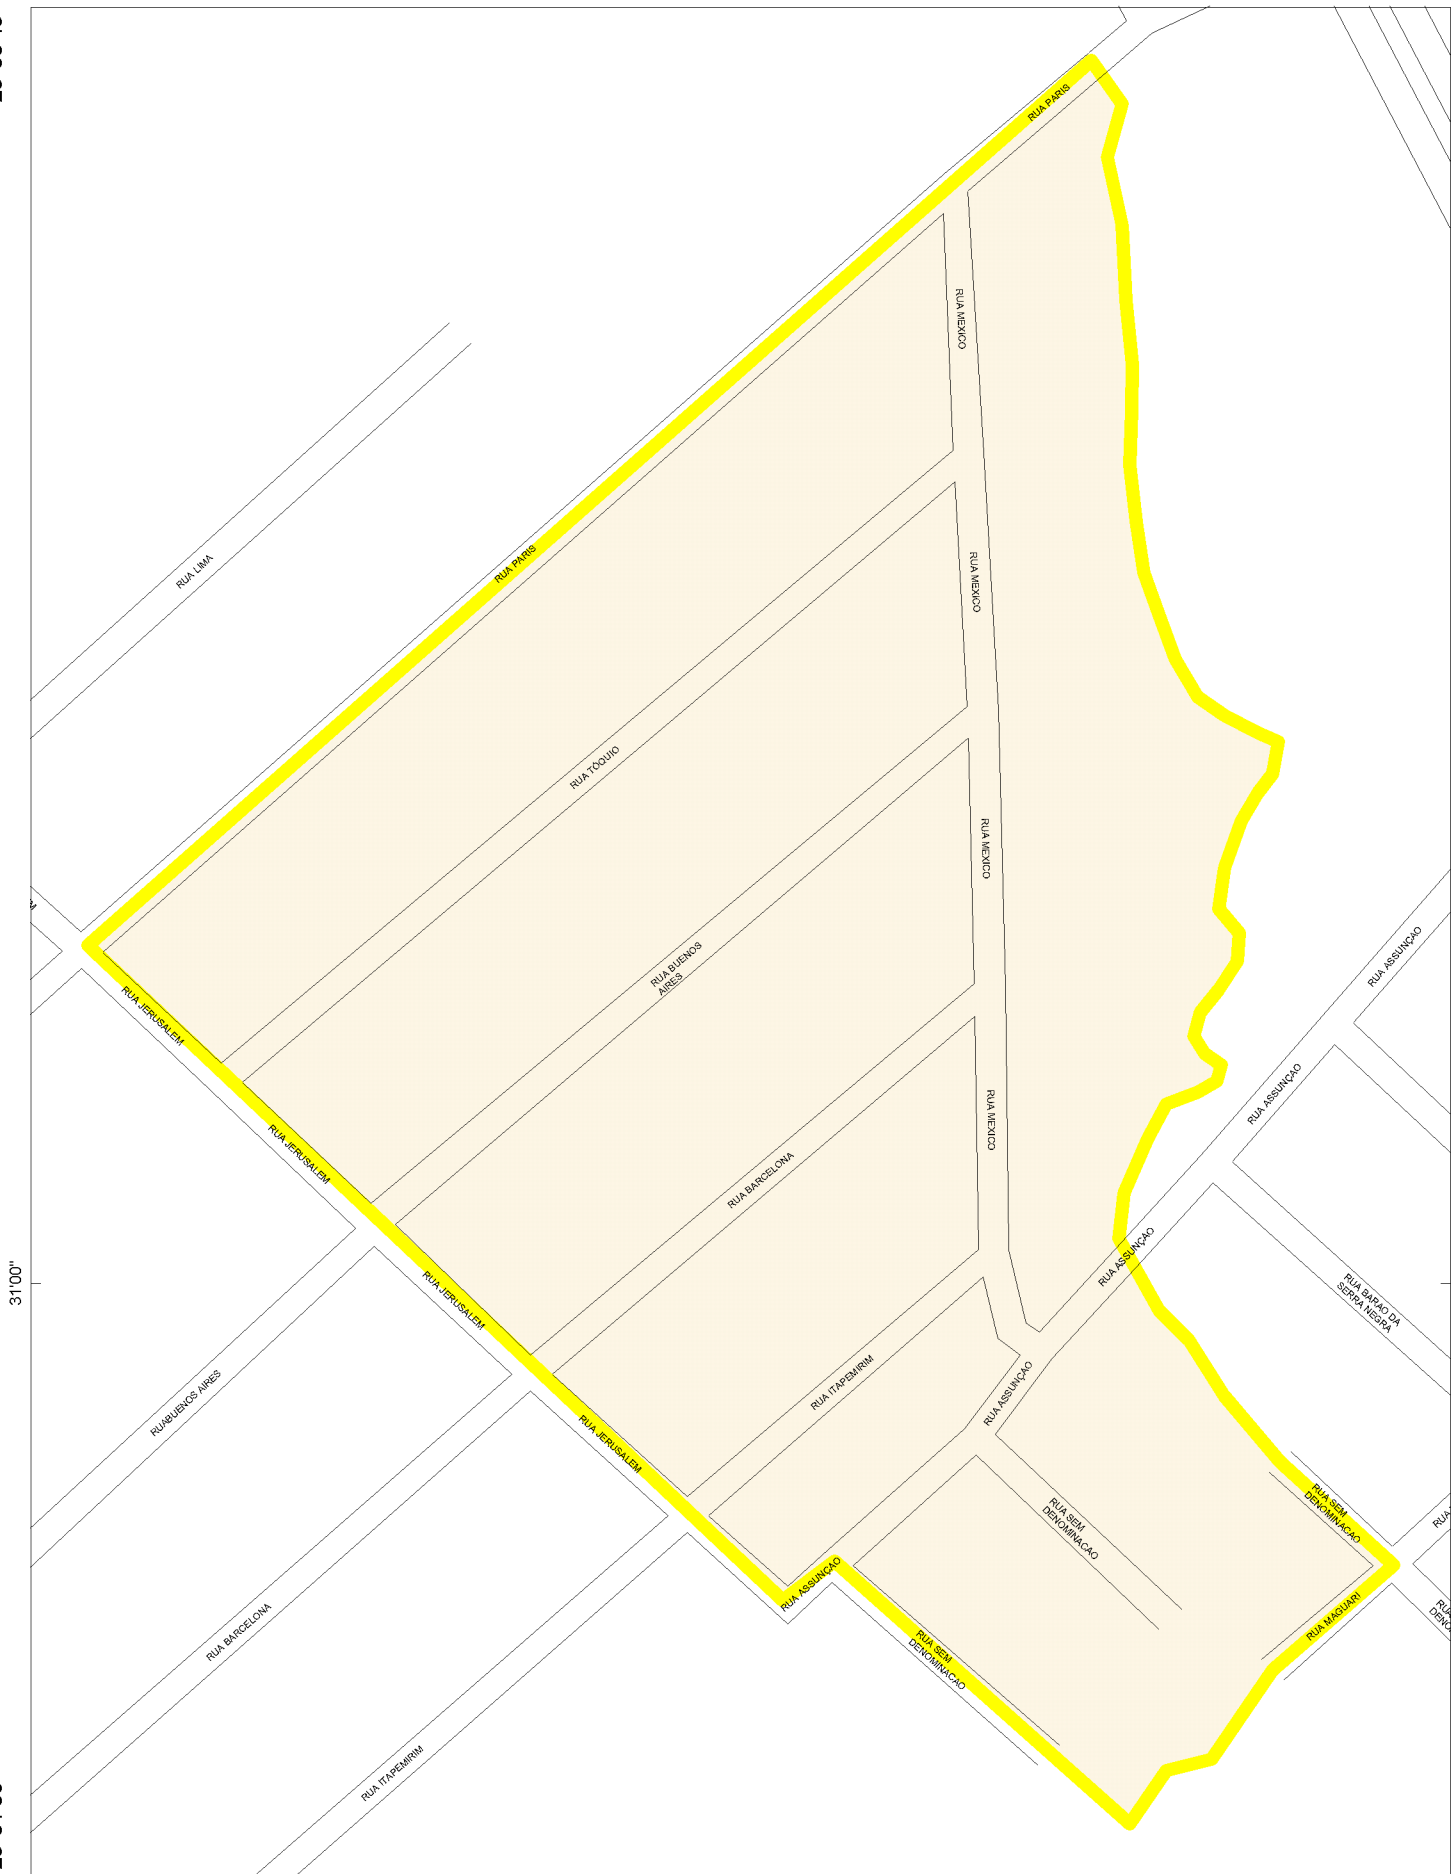 RUA PARIS
RUA MEXICO
RUA LIMA
RUA PARIS
RUA MEXICO
RUA TÓQUIO
RUA MEXICO
RUA BUENOS
AIRES
RUA ASSUNÇAO
RUA JERUSALEM
RUA ASSUNÇAO
RUA MEXICO
RUA JERUSALEM
RUA BARCELONA
RUA ASSUNÇAO
31'00"
RUA JERUSALEM
RUA BARAO DA
SERRA NEGRA
RUA ITAPEMIRIM
RUA ASSUNÇAO
RUABUENOS AIRES
RUA JERUSALEM
RUA SEM
DENOMINACAO
RUA SEM
DENOMINACAO
RUA
RUA ASSUNÇAO
RUA MAGUARI
RUA BARCELONA
RUA SEM
DENOMINACAO
RUA ITAPEMIRIM